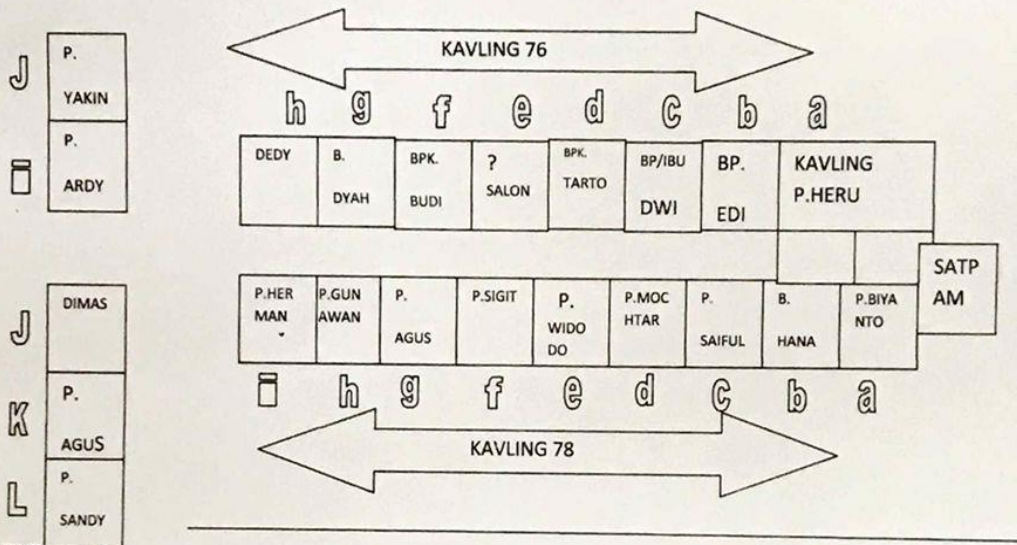 KAVLING 76
h g f e d c b a
J
P.
YAKIN
i
P.
ARDY
DEDY
B.
DYAH
BPK.
BUDI
?
SALON
BPK.
TARTO
BP/IBU
DWI
BP.
EDI
KAVLING
P.HERU
SATP
AM
J
DIMAS
K
P.
AGUS
L
P.
SANDY
P.HER
MAN
P.GUN
AWAN
P.
AGUS
P.SIGIT
P.
WIDO
DO
P.MOC
HTAR
P.
SAIFUL
B.
HANA
P.BIYA
NTO
i h g f e d c b a
KAVLING 78